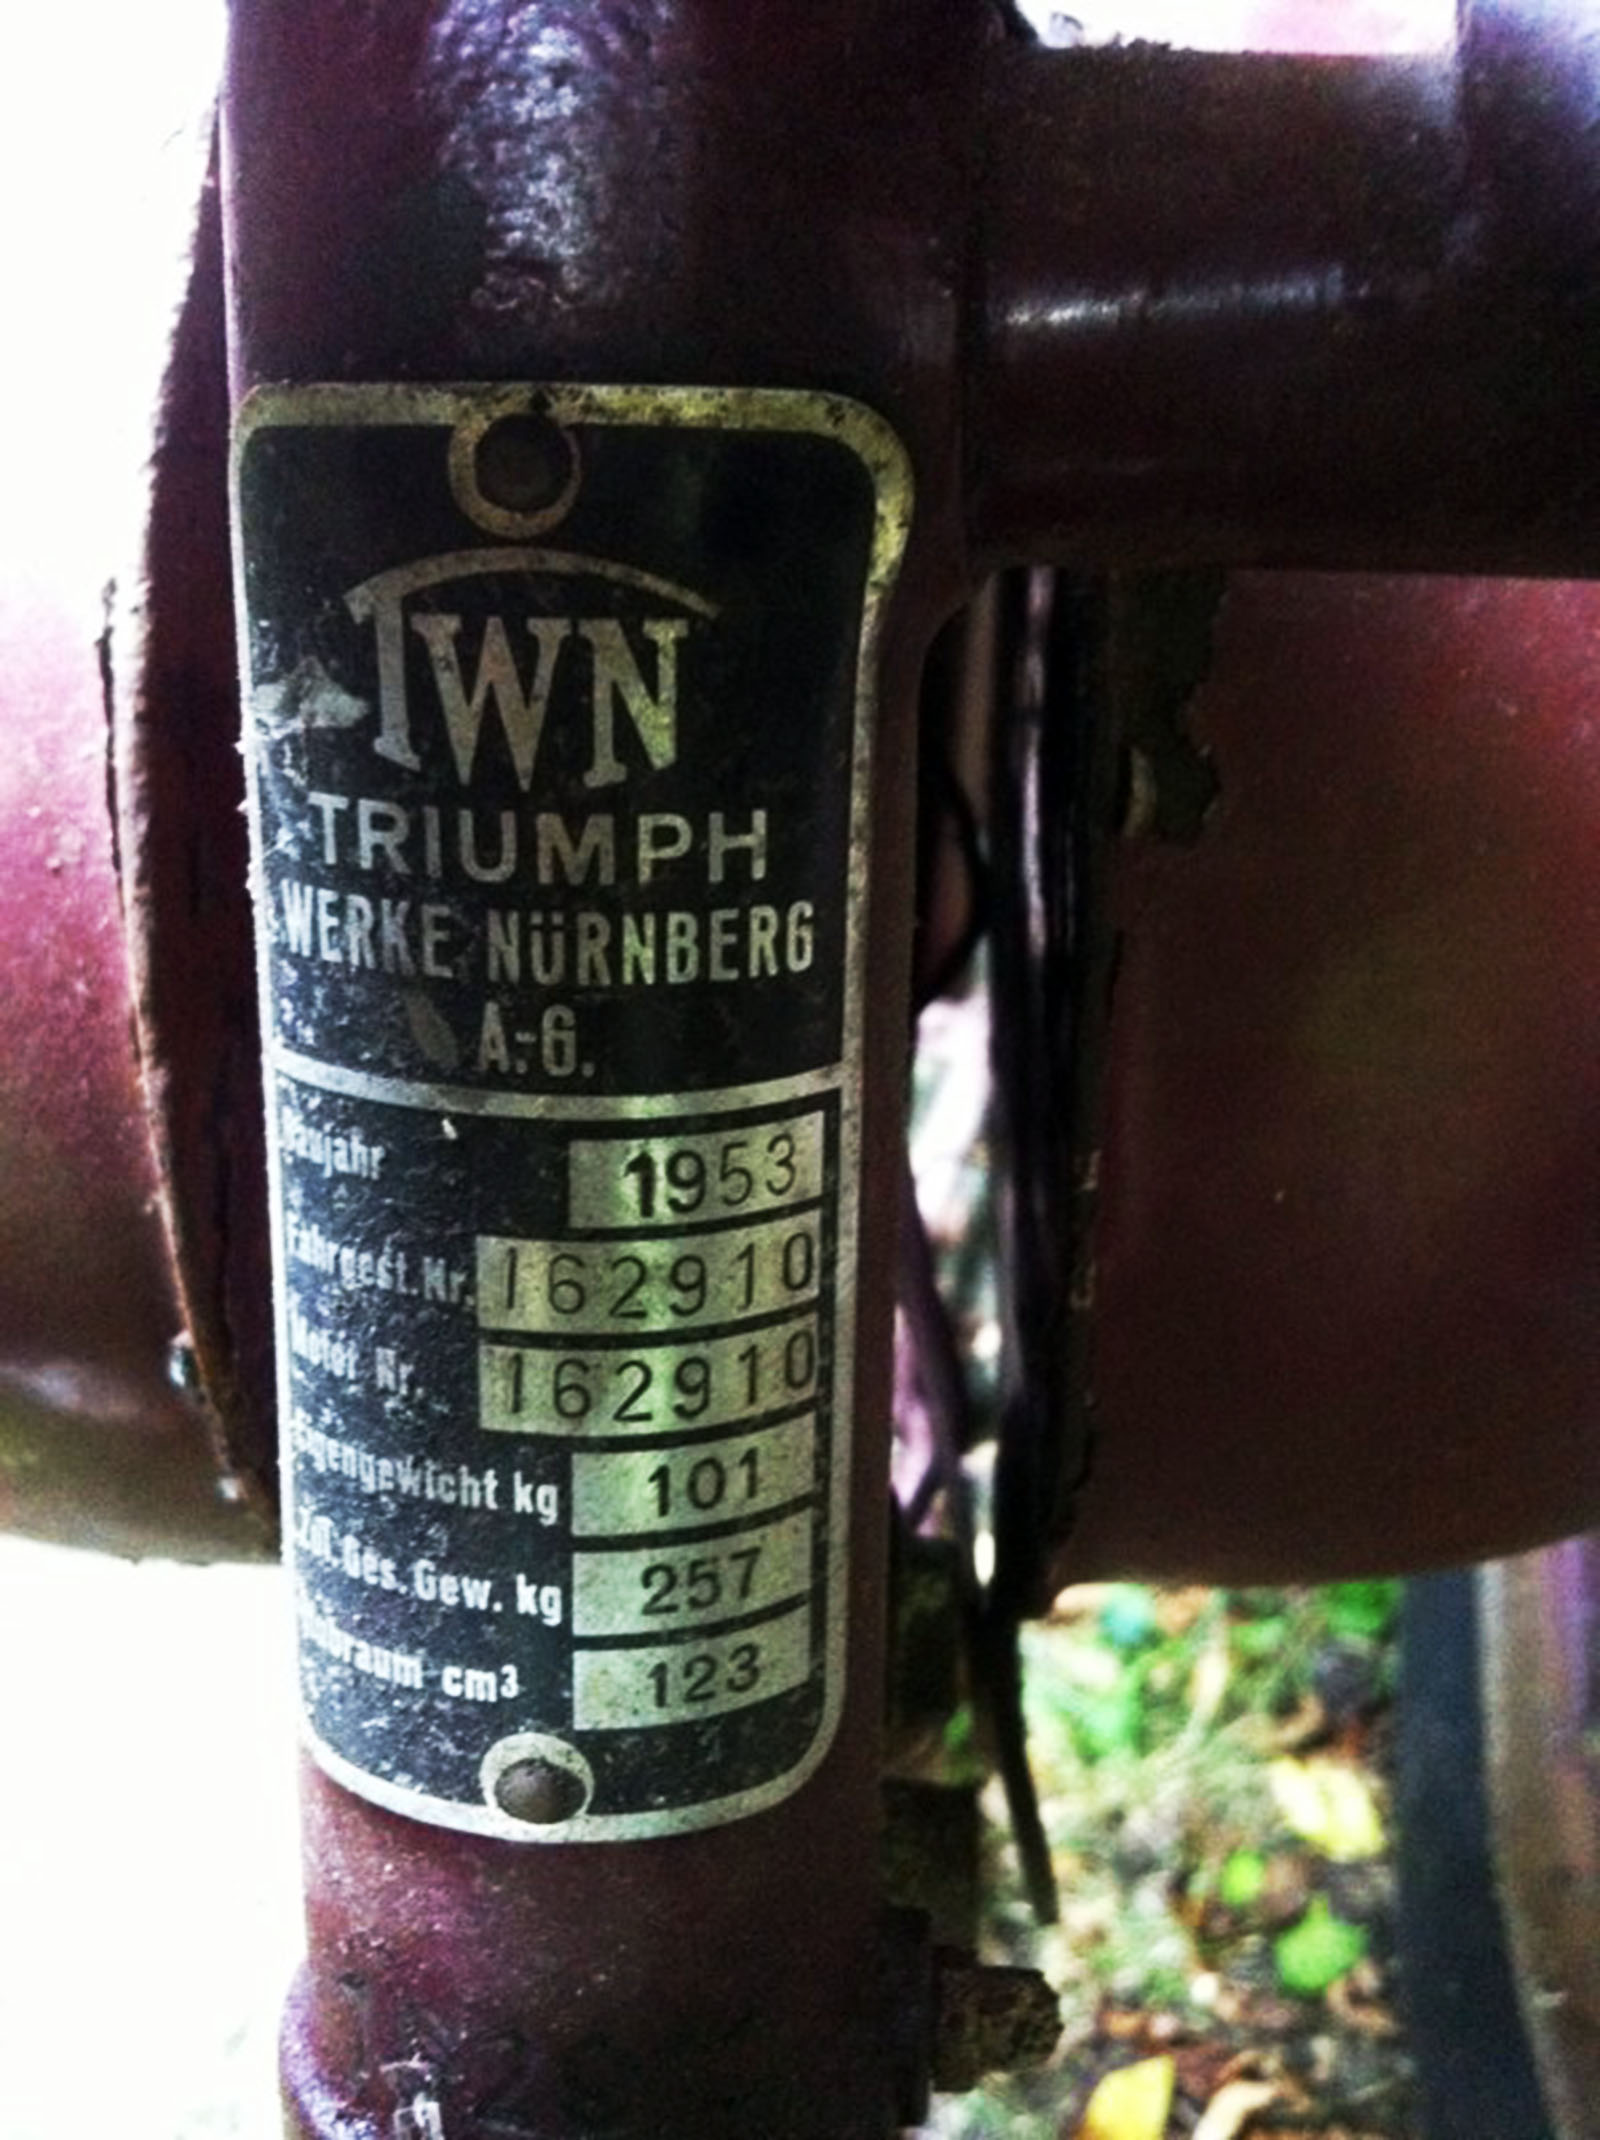 TWN
TRIUMPH
WERKE NÜRNBERG
A.-G.
Baujahr 1953
Fahrgest. Nr. 162910
Motor Nr. 162910
Eigengewicht kg 101
Zul. Ges. Gew. kg 257
Hubraum cm³ 123